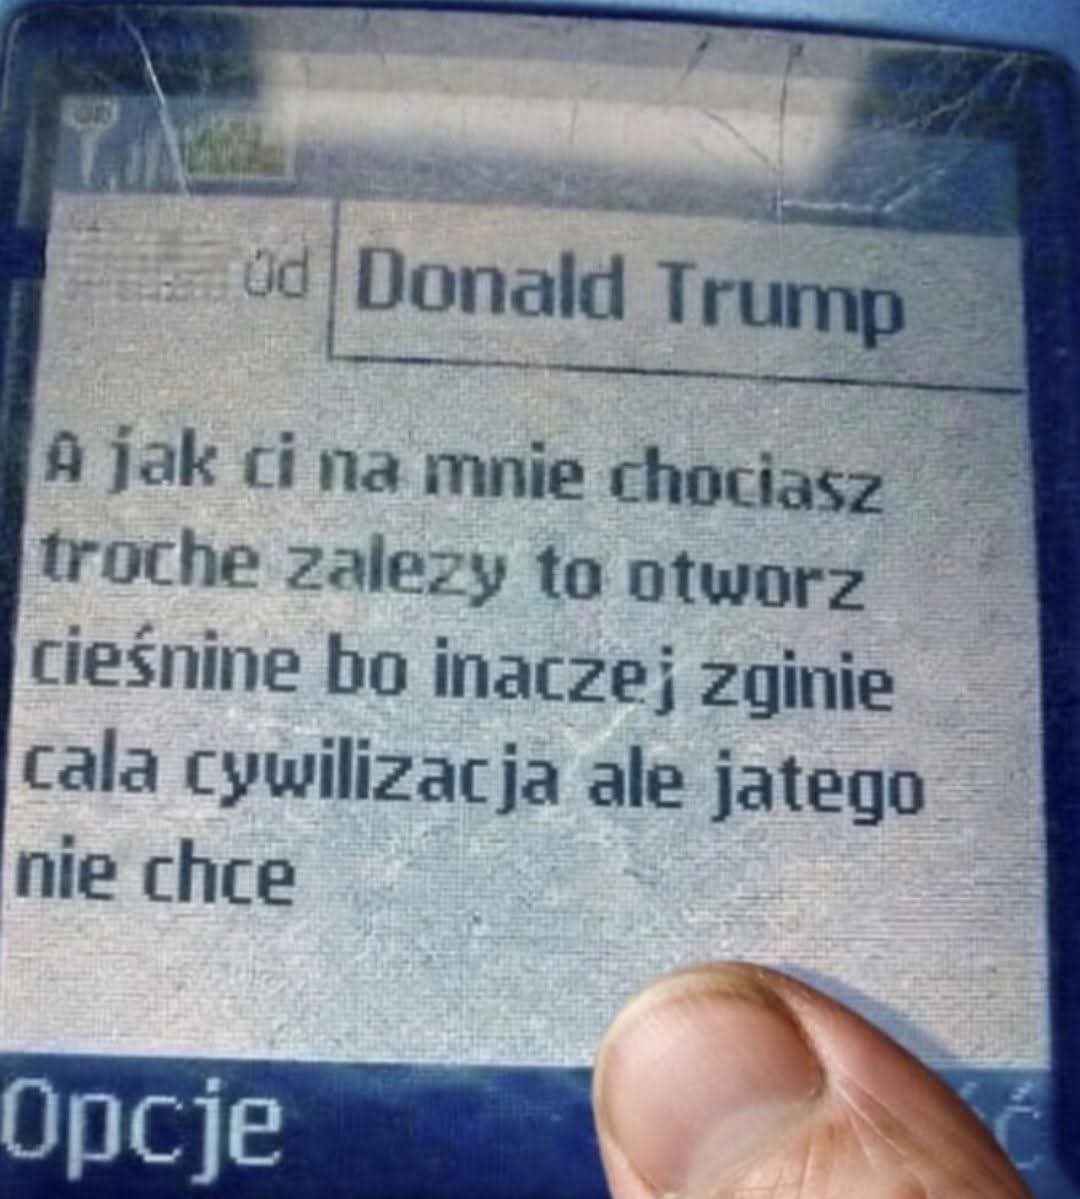 Od Donald Trump
A jak ci na mnie chociasz
troche zalezy to otworz
cieśnine bo inaczej zginie
cala cywilizacja ale jatego
nie chce
Opcje